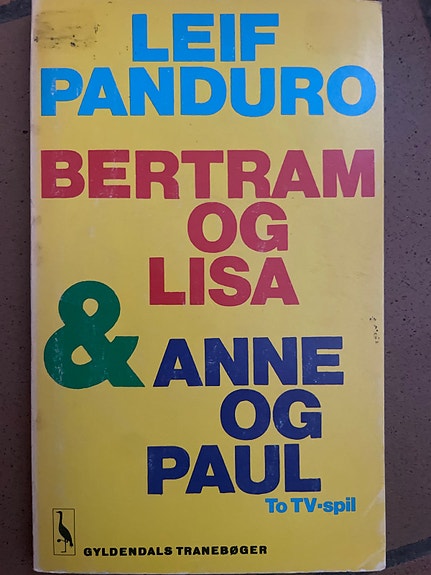 LEIF
PANDURO
BERTRAM
OG
LISA
& ANNE
OG
PAUL
To TV-spil
GYLDENDALS TRANEBØGER